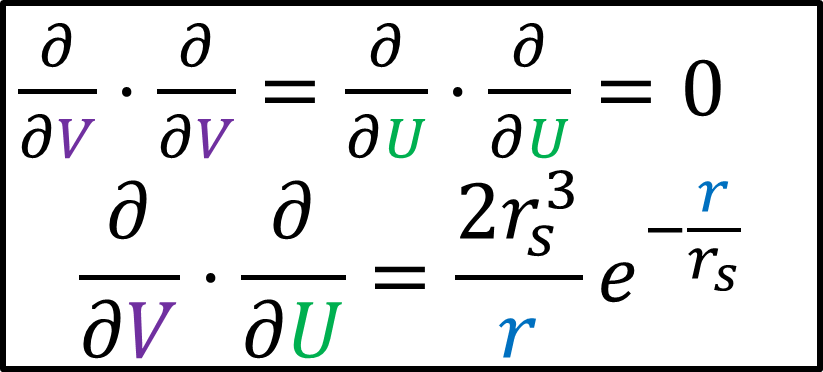 ∂/∂V · ∂/∂V = ∂/∂U · ∂/∂U = 0
∂/∂V · ∂/∂U = 2r_s^3/r e^{-r/r_s}